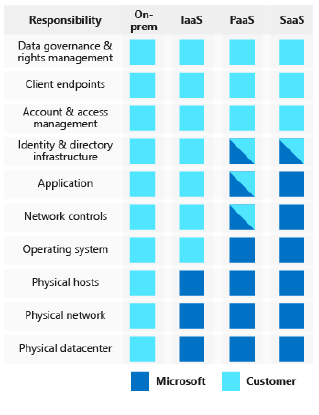 Responsibility On-prem IaaS PaaS SaaS
Data governance &
rights management
Client endpoints
Account & access
management
Identity & directory
infrastructure
Application
Network controls
Operating system
Physical hosts
Physical network
Physical datacenter
Microsoft Customer